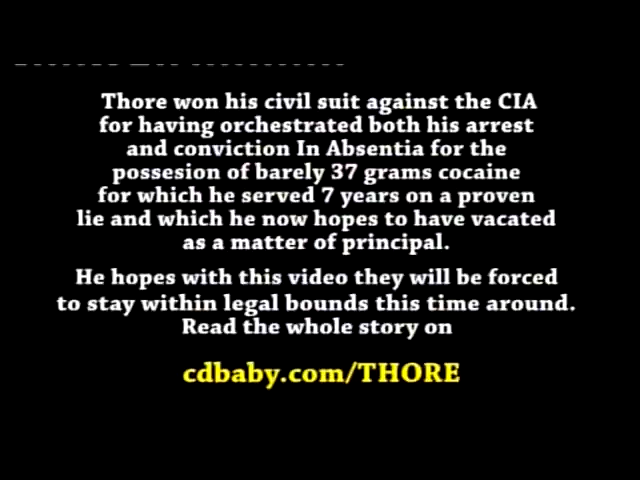 Thore won his civil suit against the CIA
for having orchestrated both his arrest
and conviction In Absentia for the
possesion of barely 37 grams cocaine
for which he served 7 years on a proven
lie and which he now hopes to have vacated
as a matter of principal.
He hopes with this video they will be forced
to stay within legal bounds this time around.
Read the whole story on
cdbaby.com/THORE